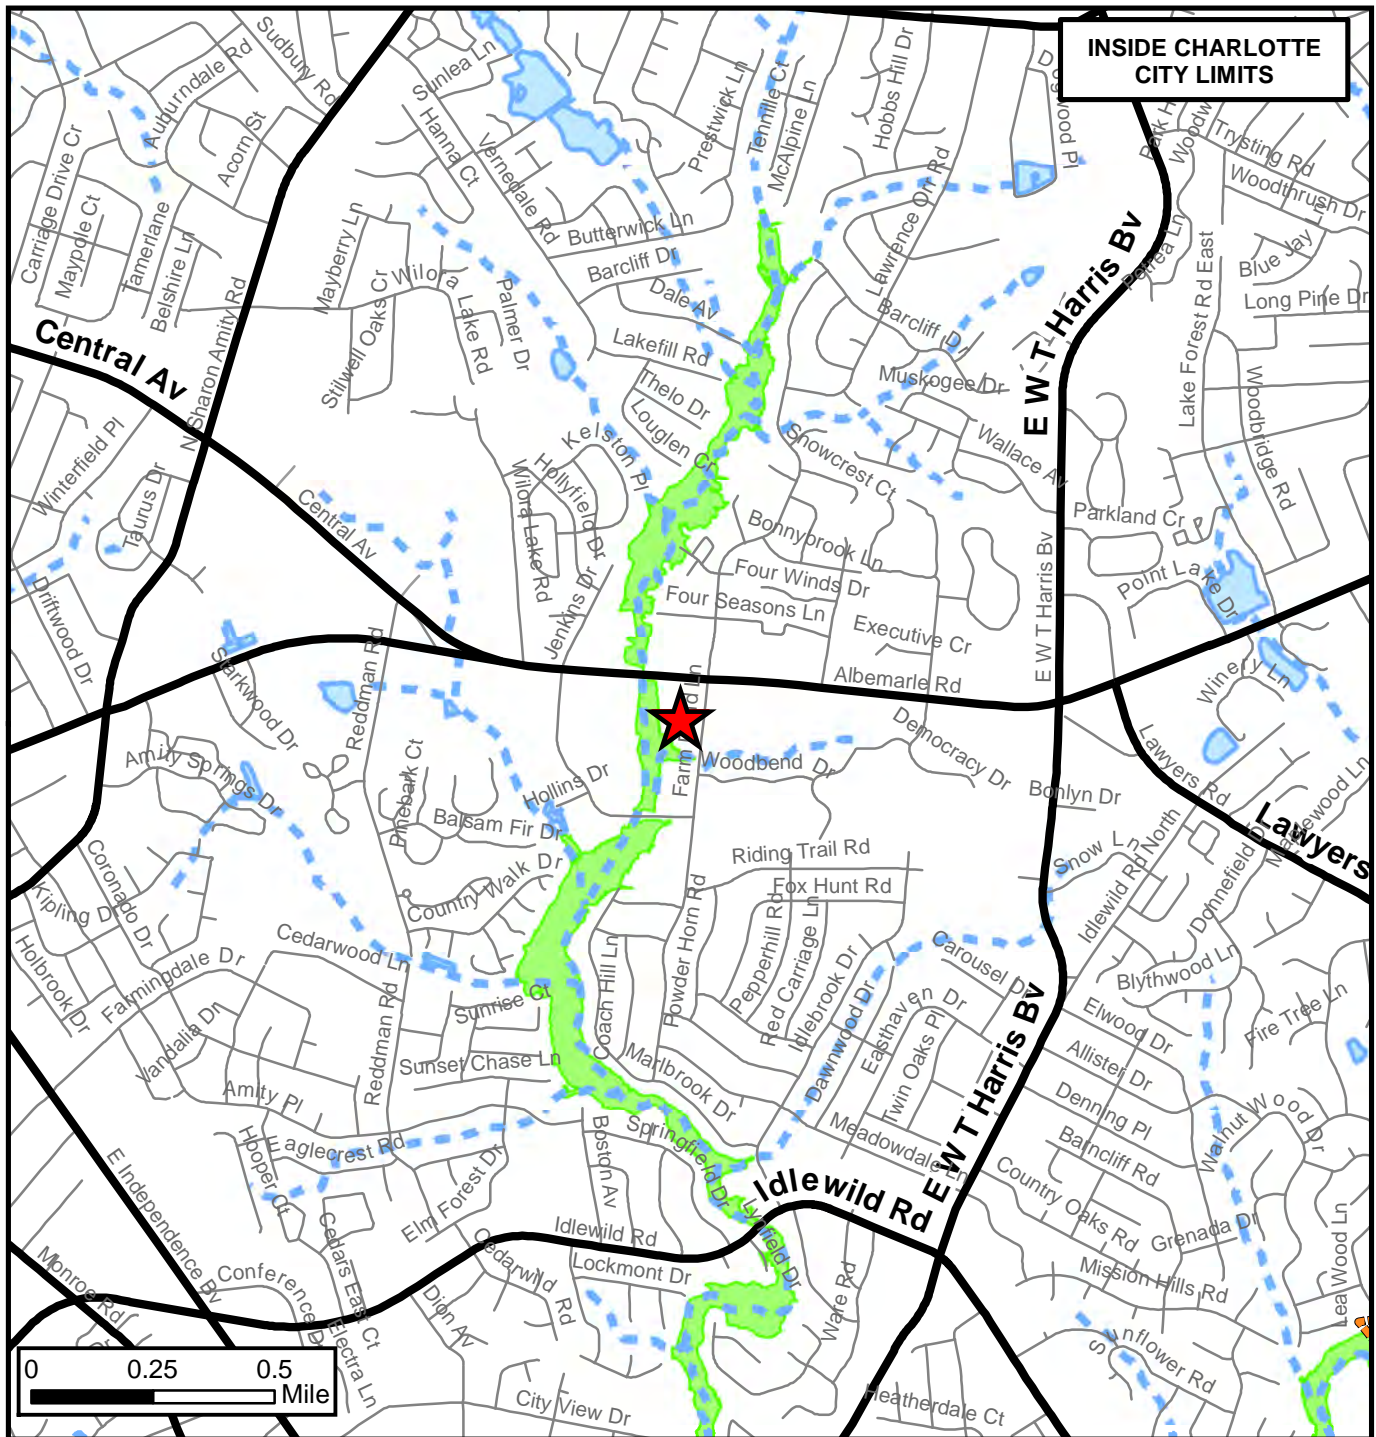 INSIDE CHARLOTTE
CITY LIMITS
Sudbury Rd
Auburndale Rd
Acorn St
Sunlea Ln
S Hanna Ct
Vernedale Rd
Prestwick Ln
Tennille Ct
McAlpine Ln
Hobbs Hill Dr
Trysting Rd
Woodthrush Dr
Blue Jay Ln
Long Pine Dr
Petrea Ln
Carriage Drive Cr
Maypole Ct
Tamerlane
Belshire Ln
Mayberry Ln
Wilora
Lake Rd
Palmer Dr
Stilwell Oaks Cr
Butterwick Ln
Barcliff Dr
Dale Av
Lakefill Rd
Thelo Dr
Louglen Cr
Lawrence Orr Rd
Barcliff Dr
Muskogee Dr
Wallace Av
Snowcrest Ct
E W T Harris Bv
Lake Forest Rd East
Woodbridge Rd
Central Av
N Sharon Amity Rd
Winterfield Pl
Taurus Dr
Driftwood Dr
Central Av
Kelston Pl
Hollyfield Dr
Wilora Lake Rd
Jenkins Dr
Bonnybrook Ln
Four Winds Dr
Four Seasons Ln
Executive Cr
Albemarle Rd
E W T Harris Bv
Parkland Cr
Point Lake Dr
Winery Ln
Starkwood Dr
Reddman Rd
Woodbend Dr
Democracy Dr
Bonlyn Dr
Lawyers Rd
Lawyers
Maplewood Ln
Amity Springs Dr
Pinebark Ct
Hollins Dr
Balsam Fir Dr
Country Walk Dr
Riding Trail Rd
Fox Hunt Rd
Snow Ln
Idlewild Rd North
Donnefield Dr
Coronado Dr
Kipling Dr
Holbrook Dr
Farmingdale Dr
Vandalia Dr
Cedarwood Ln
Reddman Rd
Sunrise Ct
Sunset Chase Ln
Coach Hill Ln
Powder Horn Rd
Pepperhill Rd
Red Carriage Ln
Idlebrook Dr
Dawnwood Dr
Easthaven Dr
Twin Oaks Pl
Carousel Dr
E W T Harris Bv
Blythwood Ln
Elwood Dr
Fire Tree Ln
Allister Dr
Denning Pl
Barncliff Rd
Walnut Wood Dr
Marlbrook Dr
Meadowdale Ln
Amity Pl
Hooper Ct
Eaglecrest Rd
Elm Forest Dr
Boston Av
Springfield Dr
Lynfield Dr
Idlewild Rd
Country Oaks Rd
Grenada Dr
Mission Hills Rd
Lea Wood Ln
E Independence Bv
Monroe Rd
Conference Dr
Cedars East Ct
Electra Ln
Idlewild Rd
Cedarwild Rd
Lockmont Dr
Dion Av
Ware Rd
Sunflower Rd
City View Dr
Heatherdale Ct
0 0.25 0.5
Mile